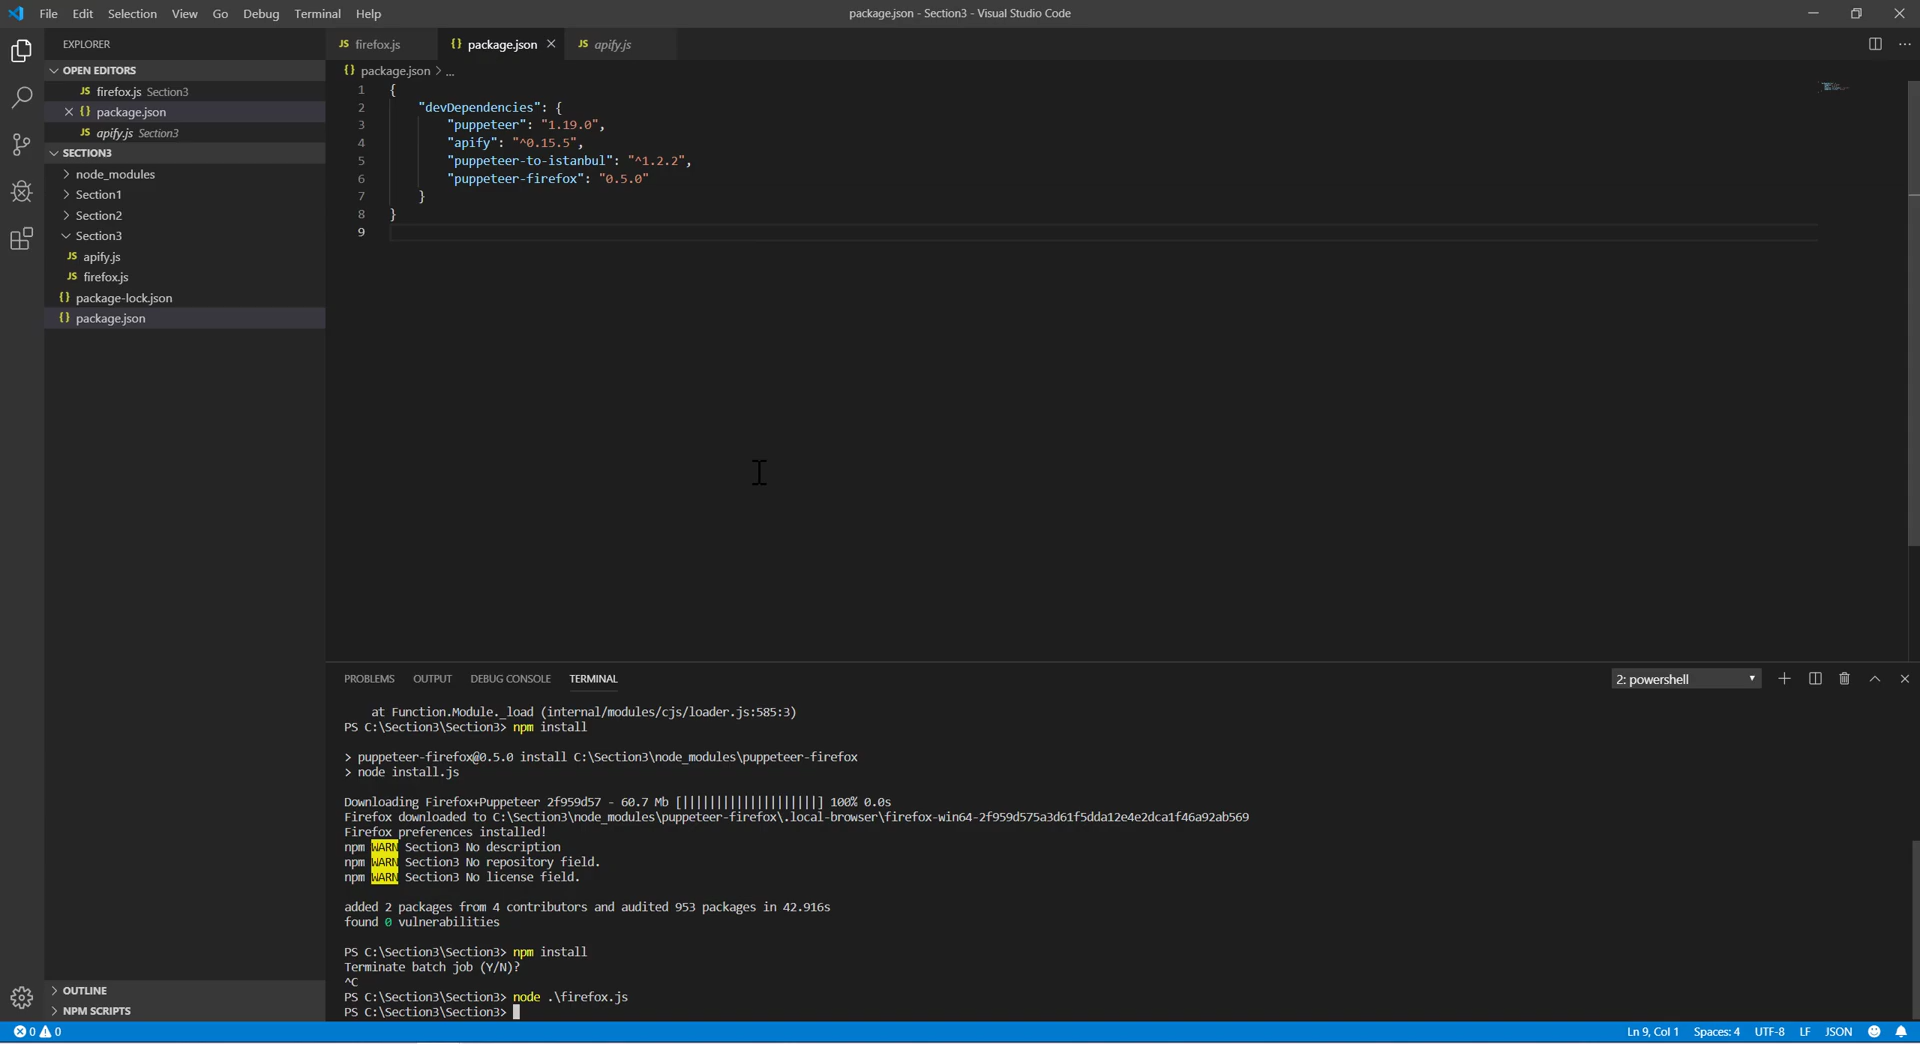 File Edit Selection View Go Debug Terminal Help
package.json - Section3 - Visual Studio Code
EXPLORER
OPEN EDITORS
JS firefox.js Section3
{} package.json
JS apify.js Section3
SECTION3
node_modules
Section1
Section2
Section3
JS apify.js
JS firefox.js
{} package-lock.json
{} package.json
OUTLINE
NPM SCRIPTS
JS firefox.js {} package.json JS apify.js
{} package.json > ...
1 {
2 "devDependencies": {
3 "puppeteer": "1.19.0",
4 "apify": "^0.15.5",
5 "puppeteer-to-istanbul": "^1.2.2",
6 "puppeteer-firefox": "0.5.0"
7 }
8 }
9
PROBLEMS OUTPUT DEBUG CONSOLE TERMINAL
2: powershell
at Function.Module._load (internal/modules/cjs/loader.js:585:3)
PS C:\Section3\Section3> npm install
> puppeteer-firefox@0.5.0 install C:\Section3\node_modules\puppeteer-firefox
> node install.js
Downloading Firefox+Puppeteer 2f959d57 - 60.7 Mb [||||||||||||||||||||] 100% 0.0s
Firefox downloaded to C:\Section3\node_modules\puppeteer-firefox\.local-browser\firefox-win64-2f959d575a3d61f5dda12e4e2dca1f46a92ab569
Firefox preferences installed!
npm WARN Section3 No description
npm WARN Section3 No repository field.
npm WARN Section3 No license field.
added 2 packages from 4 contributors and audited 953 packages in 42.916s
found 0 vulnerabilities
PS C:\Section3\Section3> npm install
Terminate batch job (Y/N)?
^C
PS C:\Section3\Section3> node .\firefox.js
PS C:\Section3\Section3>
0 0
Ln 9, Col 1 Spaces: 4 UTF-8 LF JSON